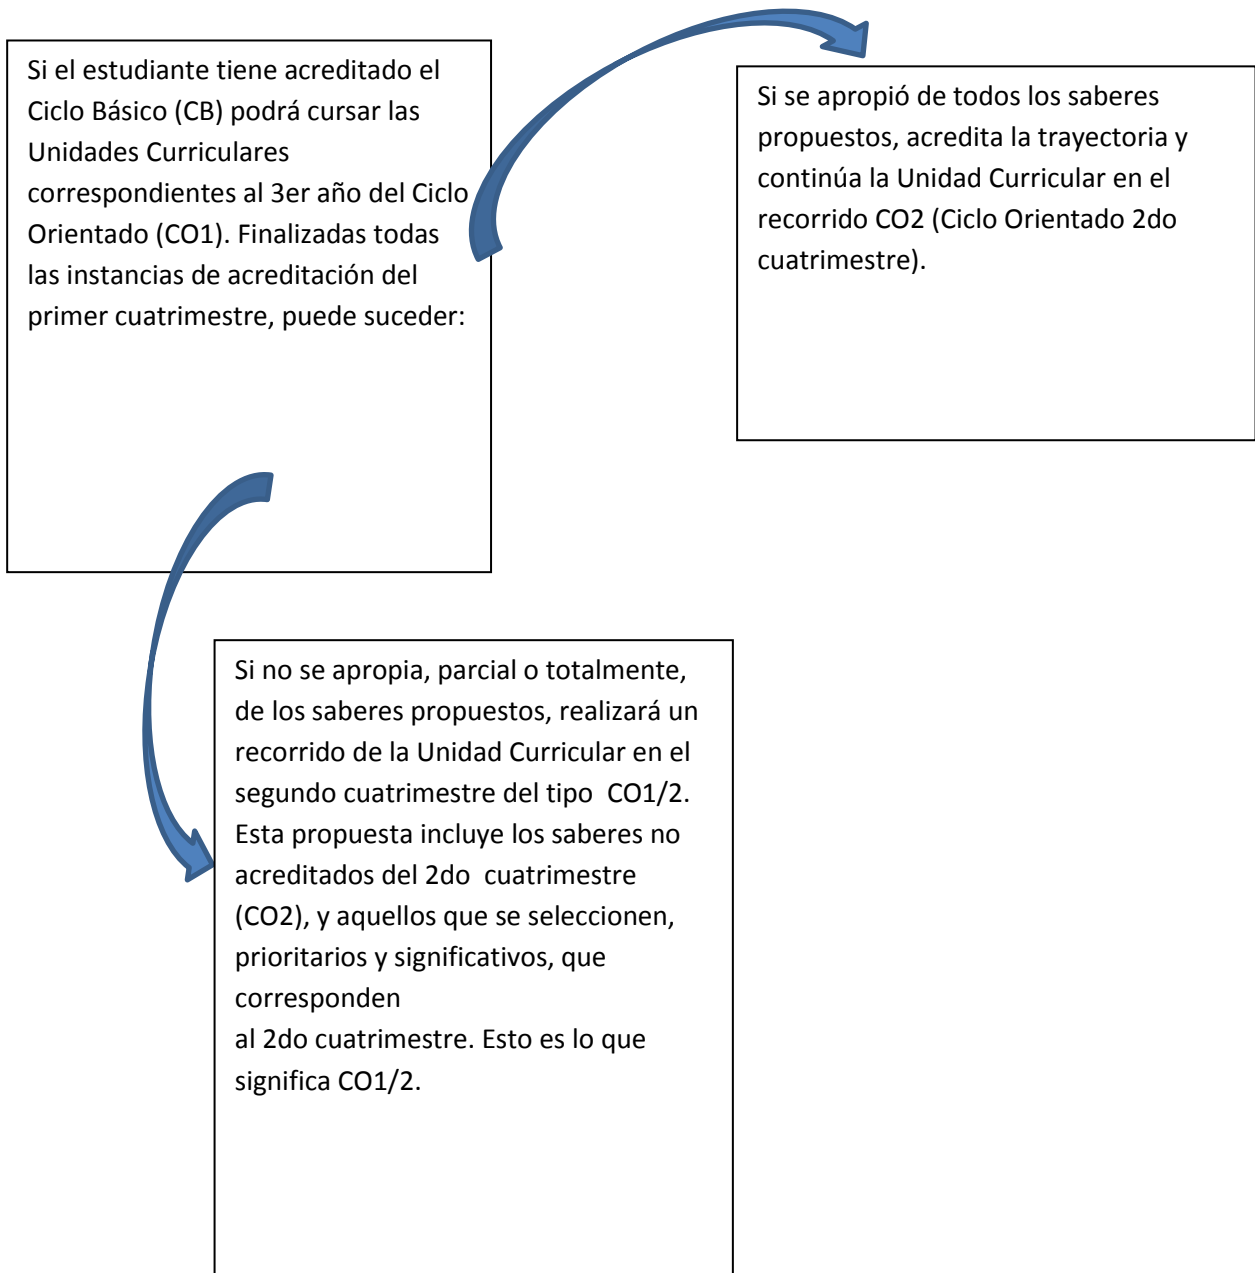 Si el estudiante tiene acreditado el
Ciclo Básico (CB) podrá cursar las
Unidades Curriculares
correspondientes al 3er año del Ciclo
Orientado (CO1). Finalizadas todas
las instancias de acreditación del
primer cuatrimestre, puede suceder:
Si se apropió de todos los saberes
propuestos, acredita la trayectoria y
continúa la Unidad Curricular en el
recorrido CO2 (Ciclo Orientado 2do
cuatrimestre).
Si no se apropia, parcial o totalmente,
de los saberes propuestos, realizará un
recorrido de la Unidad Curricular en el
segundo cuatrimestre del tipo  CO1/2.
Esta propuesta incluye los saberes no
acreditados del 2do  cuatrimestre
(CO2), y aquellos que se seleccionen,
prioritarios y significativos, que
corresponden
al 2do cuatrimestre. Esto es lo que
significa CO1/2.